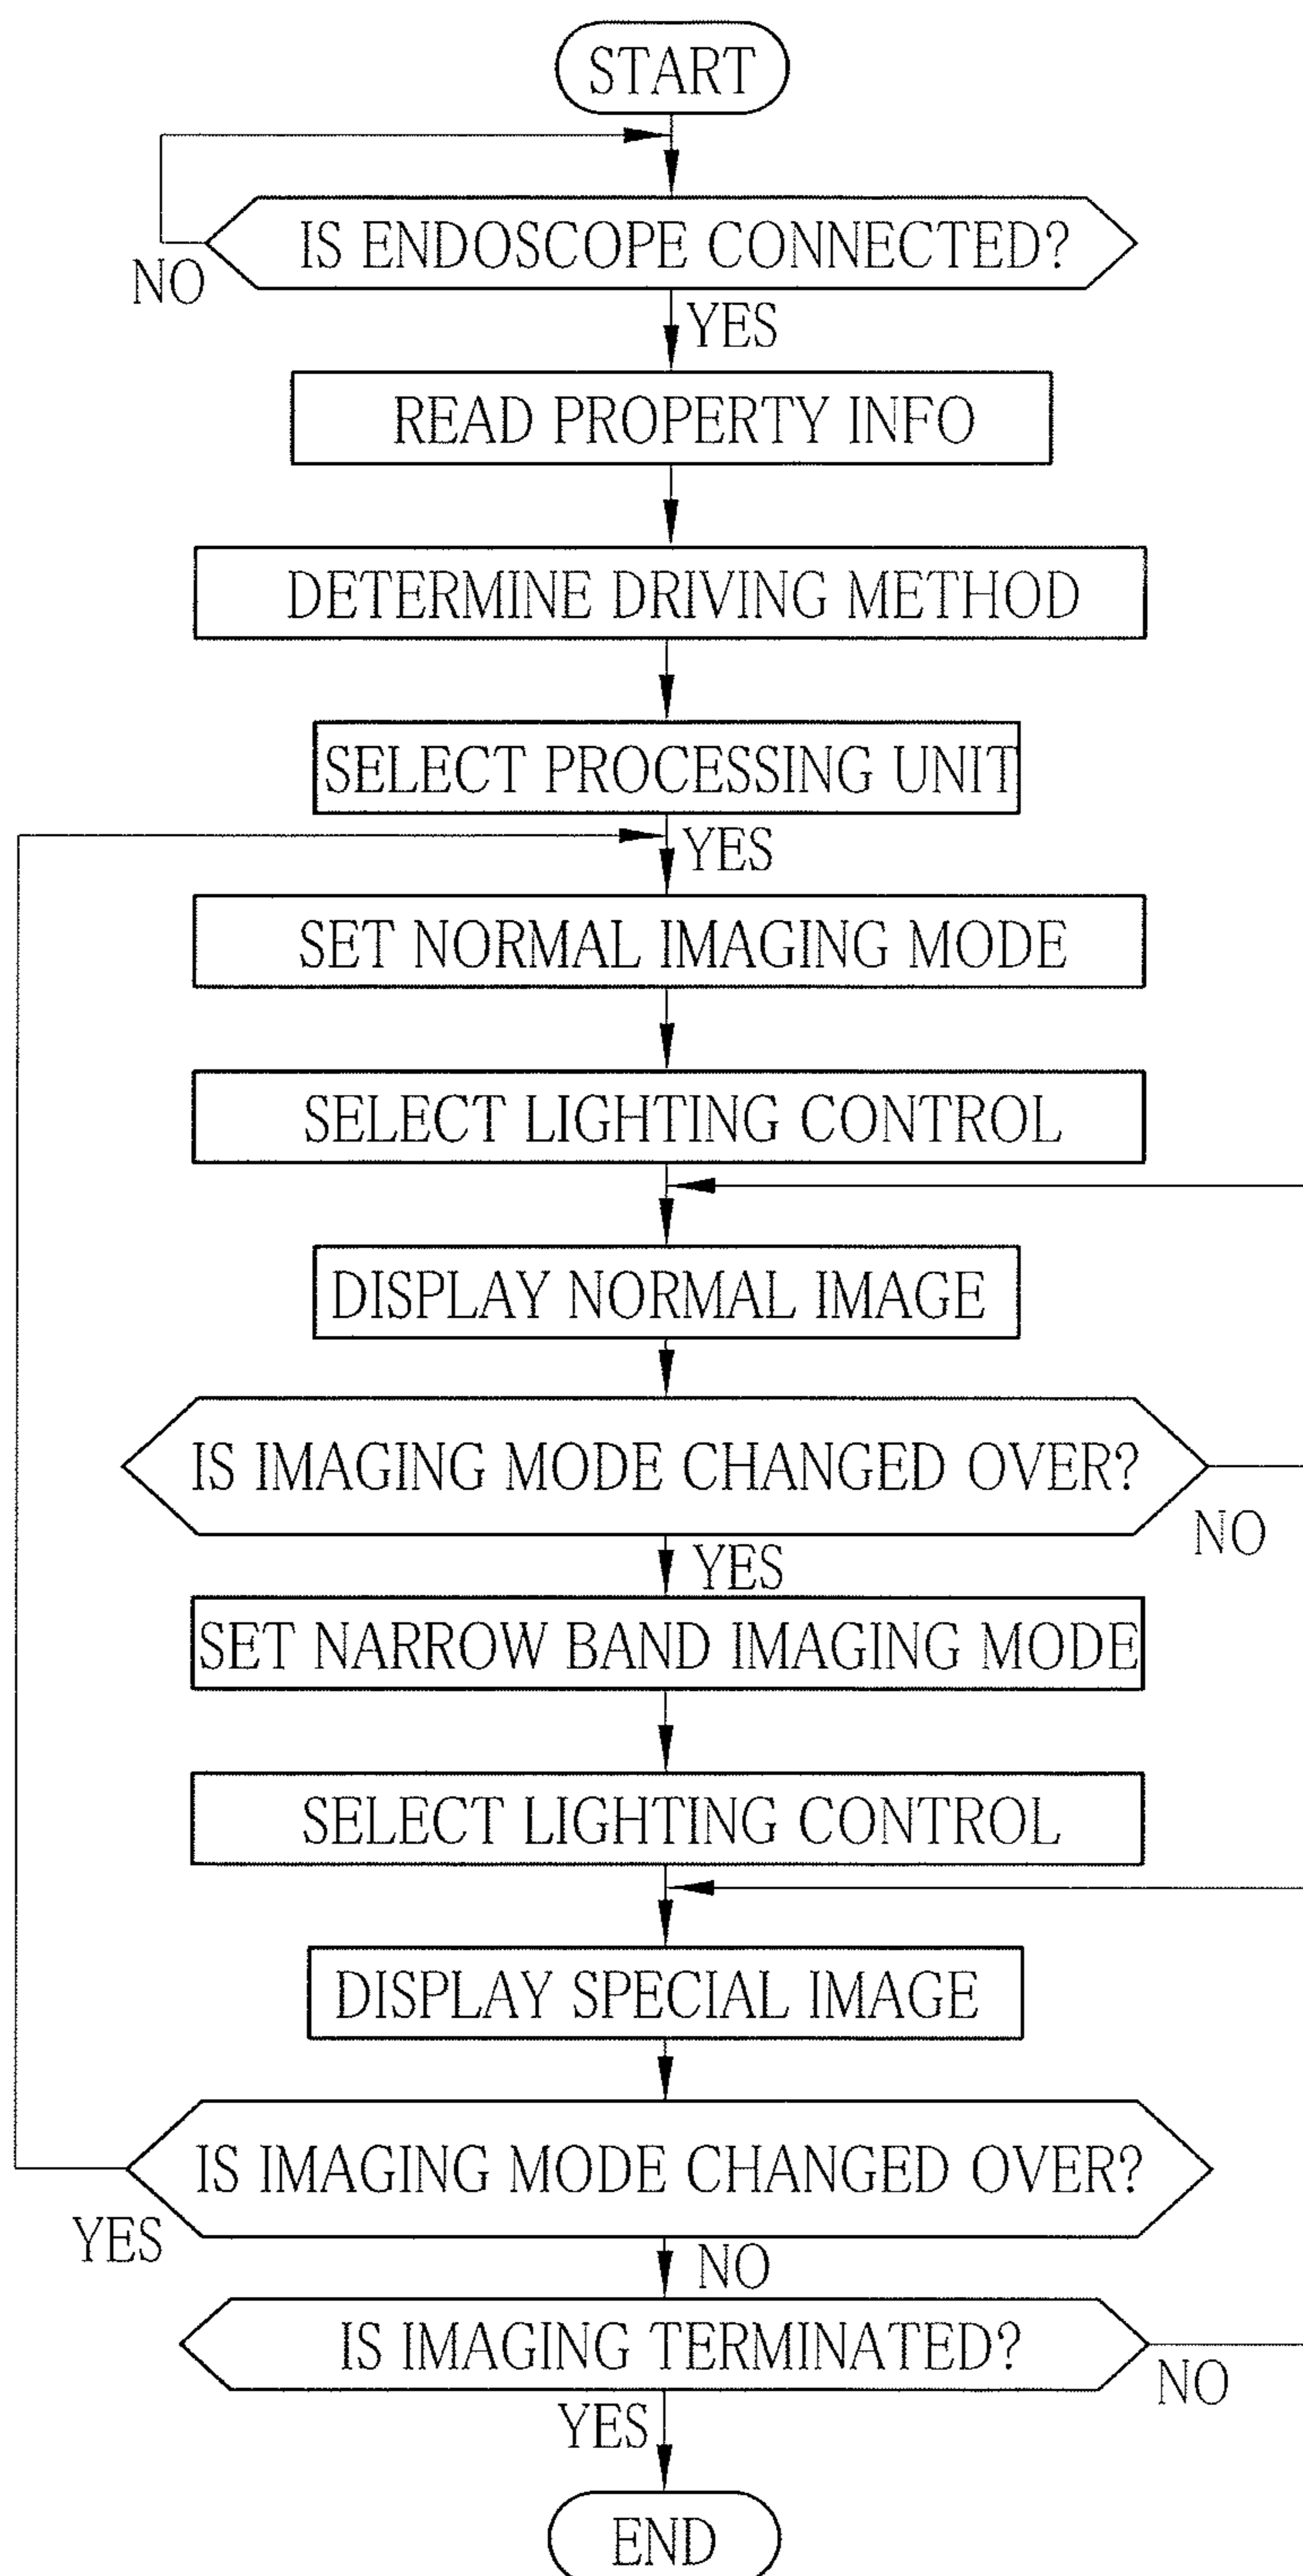 START
IS ENDOSCOPE CONNECTED?
NO
YES
READ PROPERTY INFO
DETERMINE DRIVING METHOD
SELECT PROCESSING UNIT
YES
SET NORMAL IMAGING MODE
SELECT LIGHTING CONTROL
DISPLAY NORMAL IMAGE
IS IMAGING MODE CHANGED OVER?
NO
YES
SET NARROW BAND IMAGING MODE
SELECT LIGHTING CONTROL
DISPLAY SPECIAL IMAGE
IS IMAGING MODE CHANGED OVER?
YES
NO
IS IMAGING TERMINATED?
NO
YES
END